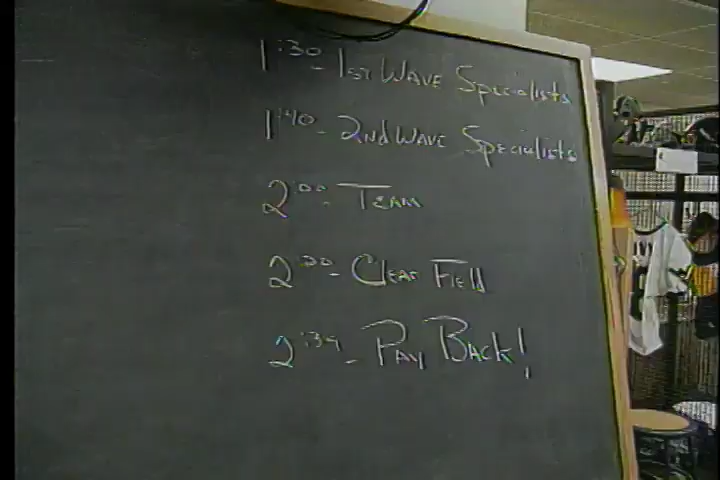 1:30 - 1ST WAVE Specialists
1:40 - 2nd WAVE Specialists
2:00 - TEAM
2:20 - Clear Field
2:34 - PAY BACK!